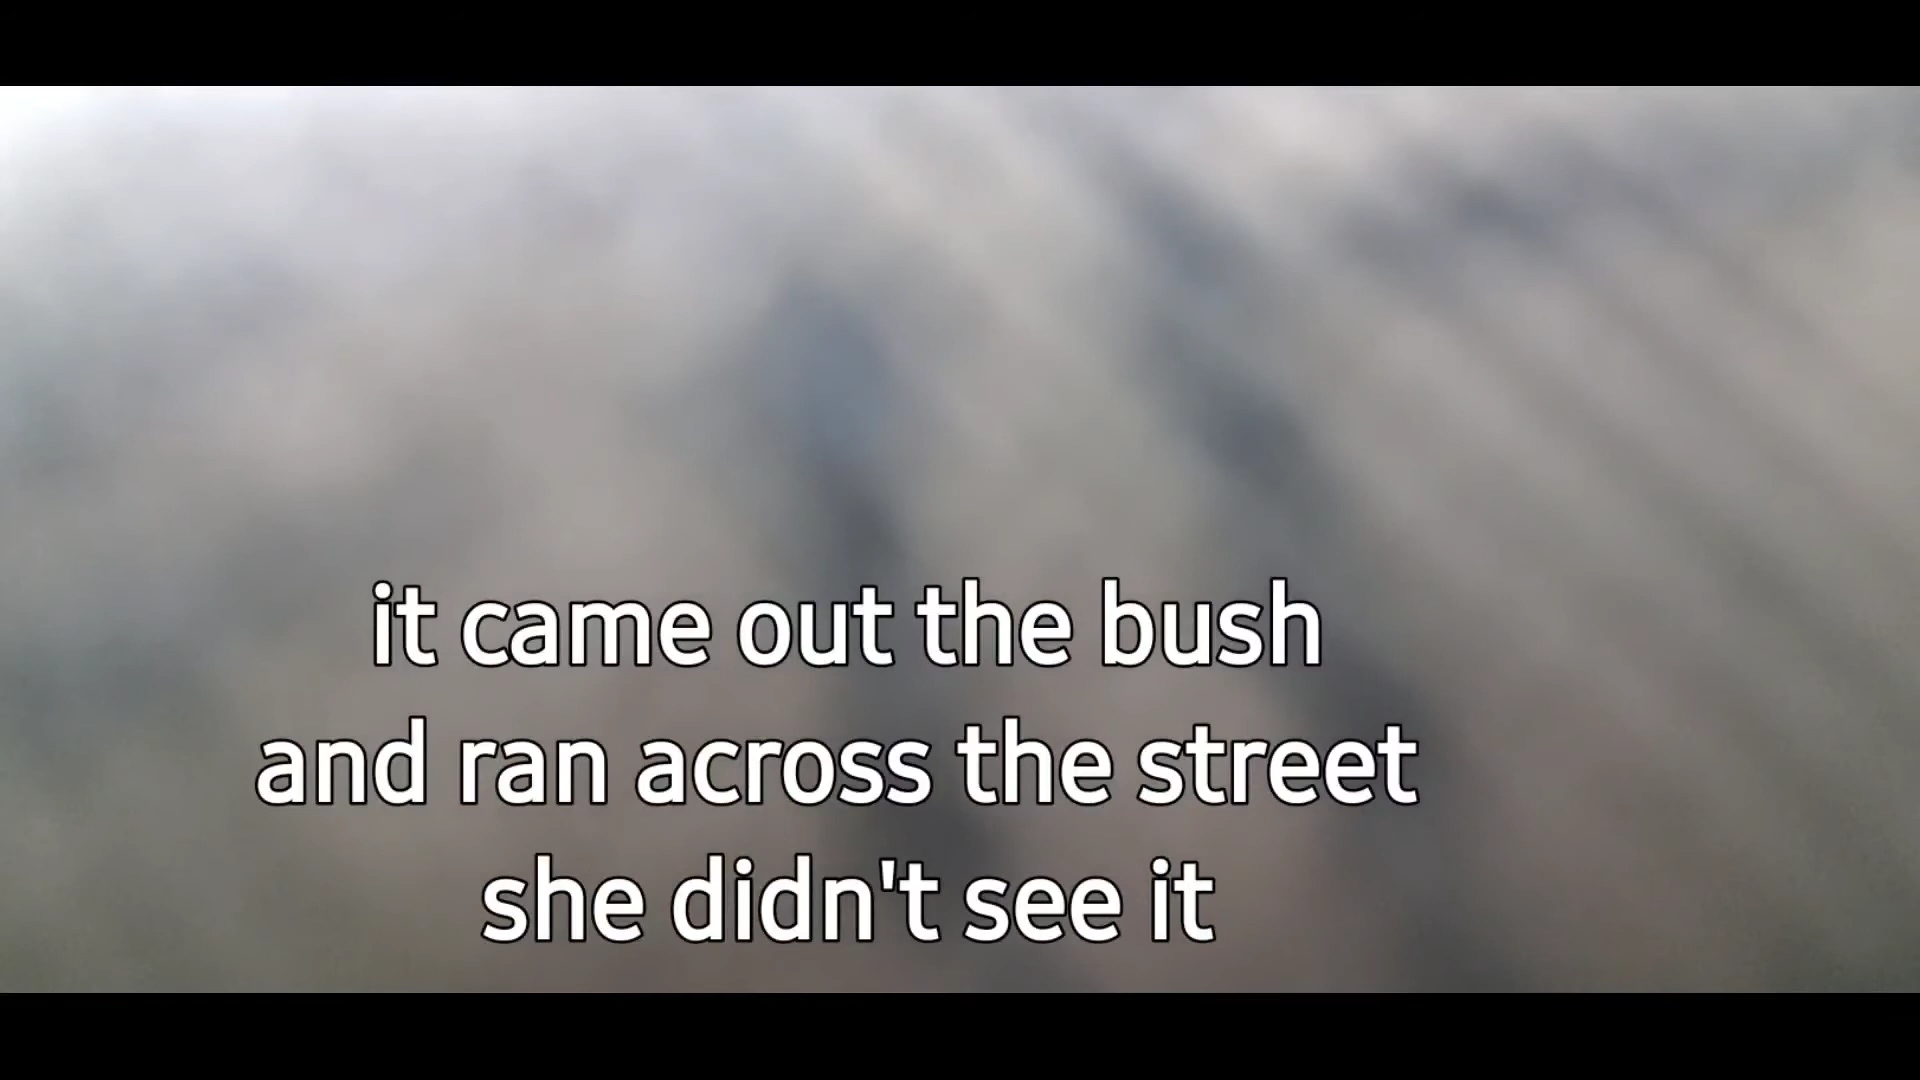 it came out the bush
and ran across the street
she didn't see it